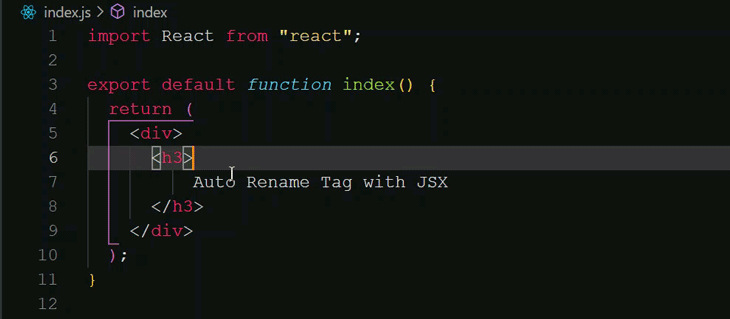 index.js > index
1 import React from "react";
2
3 export default function index() {
4 return (
5 <div>
6 <h3>
7 Auto Rename Tag with JSX
8 </h3>
9 </div>
10 );
11 }
12